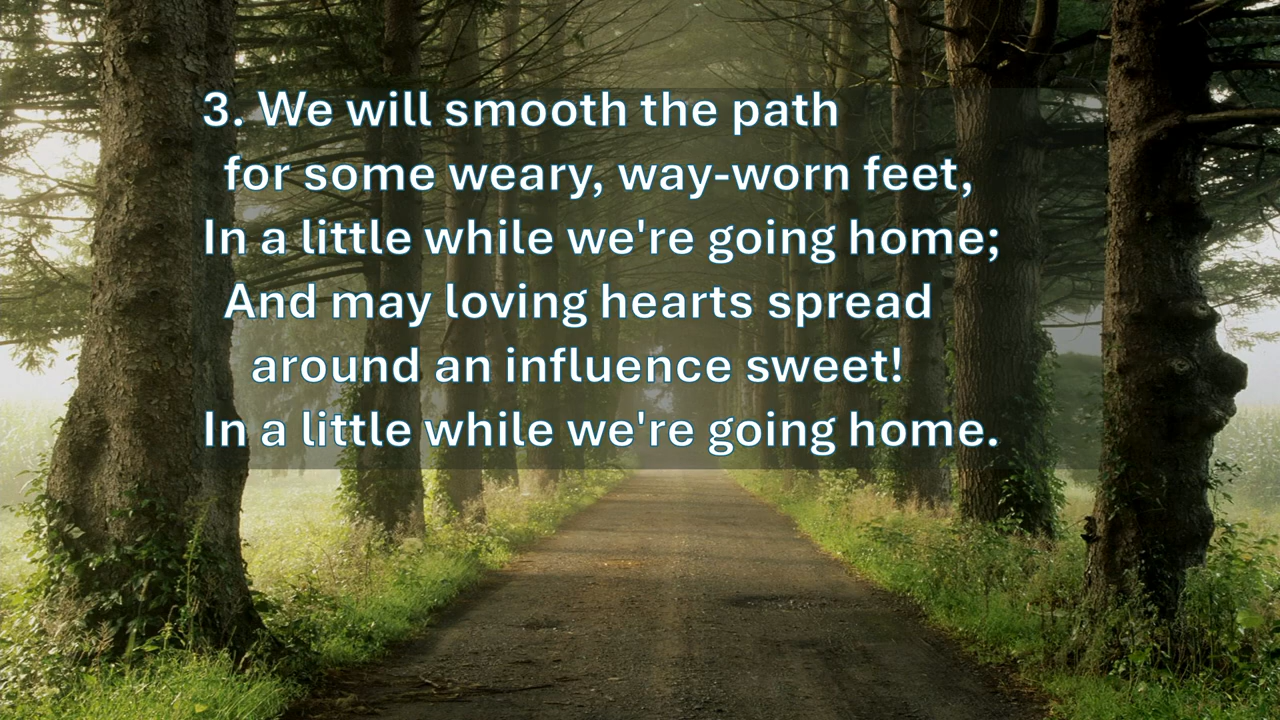 3. We will smooth the path
for some weary, way-worn feet,
In a little while we're going home;
And may loving hearts spread
around an influence sweet!
In a little while we're going home.